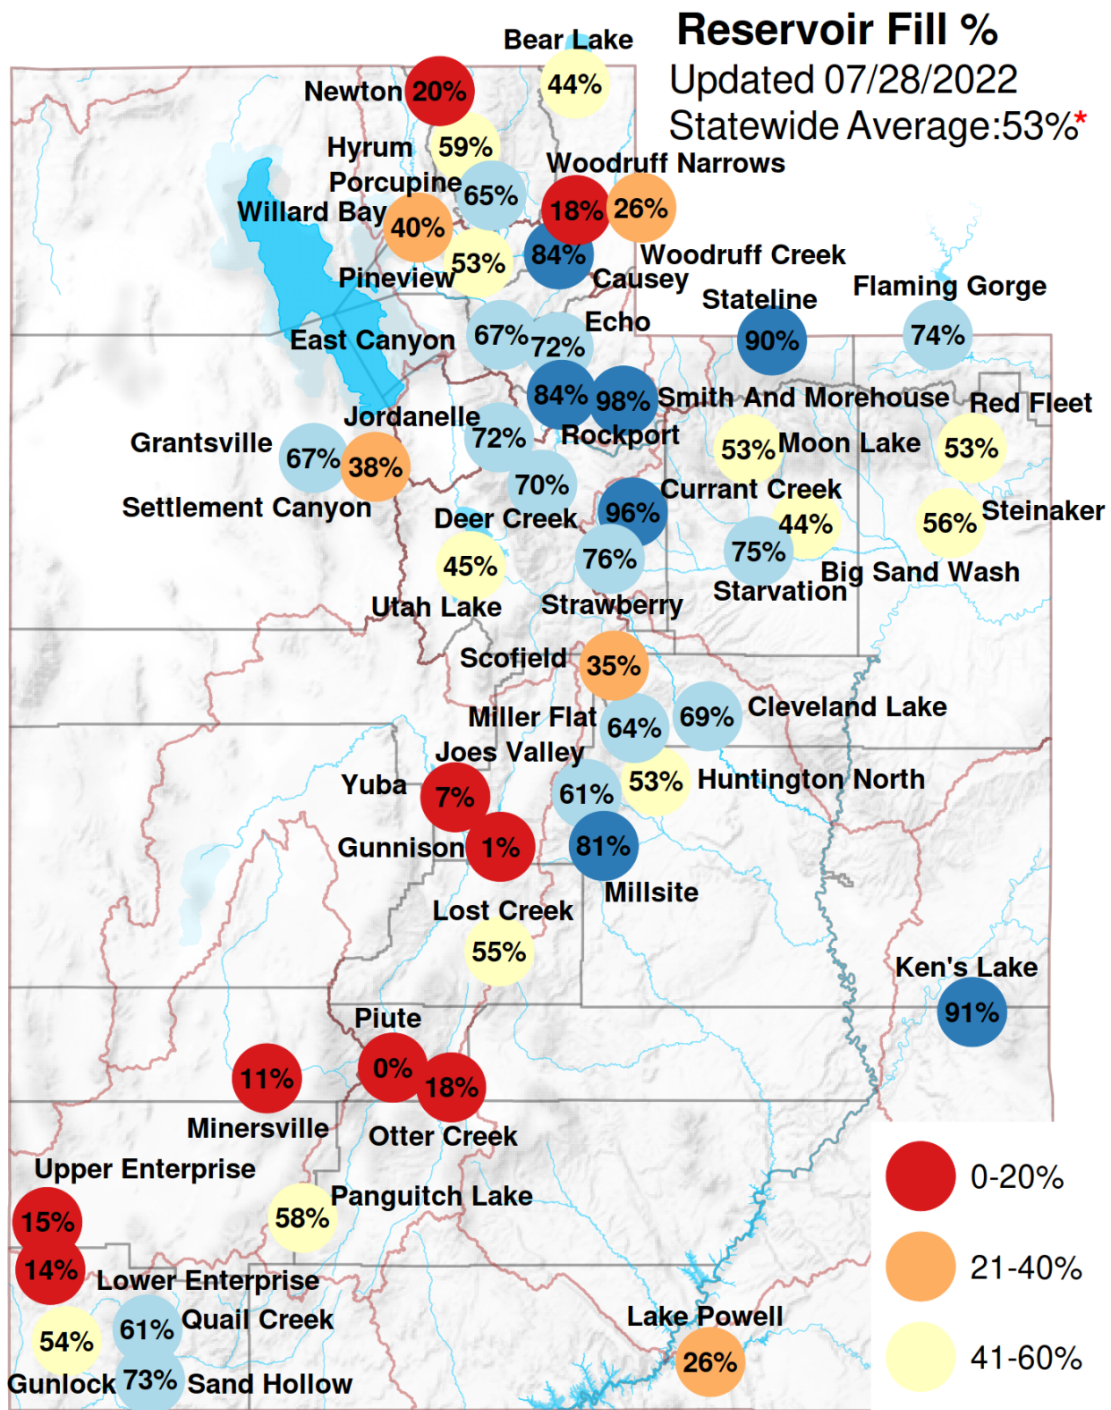 Reservoir Fill %
Updated 07/28/2022
Statewide Average:53%*
Bear Lake
44%
Newton
20%
Hyrum
59%
Porcupine
65%
Woodruff Narrows
18%
26%
Woodruff Creek
Willard Bay
40%
Pineview
53%
84%
Causey
Stateline
90%
Flaming Gorge
74%
East Canyon
67%
Echo
72%
84%
Rockport
98%
Smith And Morehouse
Red Fleet
53%
Jordanelle
72%
Grantsville
67%
38%
Settlement Canyon
53%
Moon Lake
70%
Deer Creek
Currant Creek
96%
44%
Big Sand Wash
56%
Steinaker
75%
Starvation
76%
Strawberry
45%
Utah Lake
Scofield
35%
Miller Flat
64%
69%
Cleveland Lake
Joes Valley
61%
53%
Huntington North
Yuba
7%
Gunnison
1%
81%
Millsite
Lost Creek
55%
Ken's Lake
91%
Piute
0%
18%
Otter Creek
11%
Minersville
Upper Enterprise
15%
14%
Lower Enterprise
Panguitch Lake
58%
54%
Gunlock
61%
Quail Creek
73%
Sand Hollow
Lake Powell
26%
0-20%
21-40%
41-60%